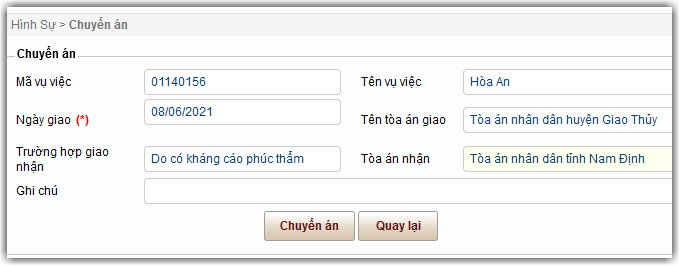 Hình Sự > Chuyển án
Chuyển án
Mã vụ việc 01140156 Tên vụ việc Hòa An
Ngày giao (*) 08/06/2021 Tên tòa án giao Tòa án nhân dân huyện Giao Thủy
Trường hợp giao nhận Do có kháng cáo phúc thẩm Tòa án nhận Tòa án nhân dân tỉnh Nam Định
Ghi chú
Chuyển án Quay lại